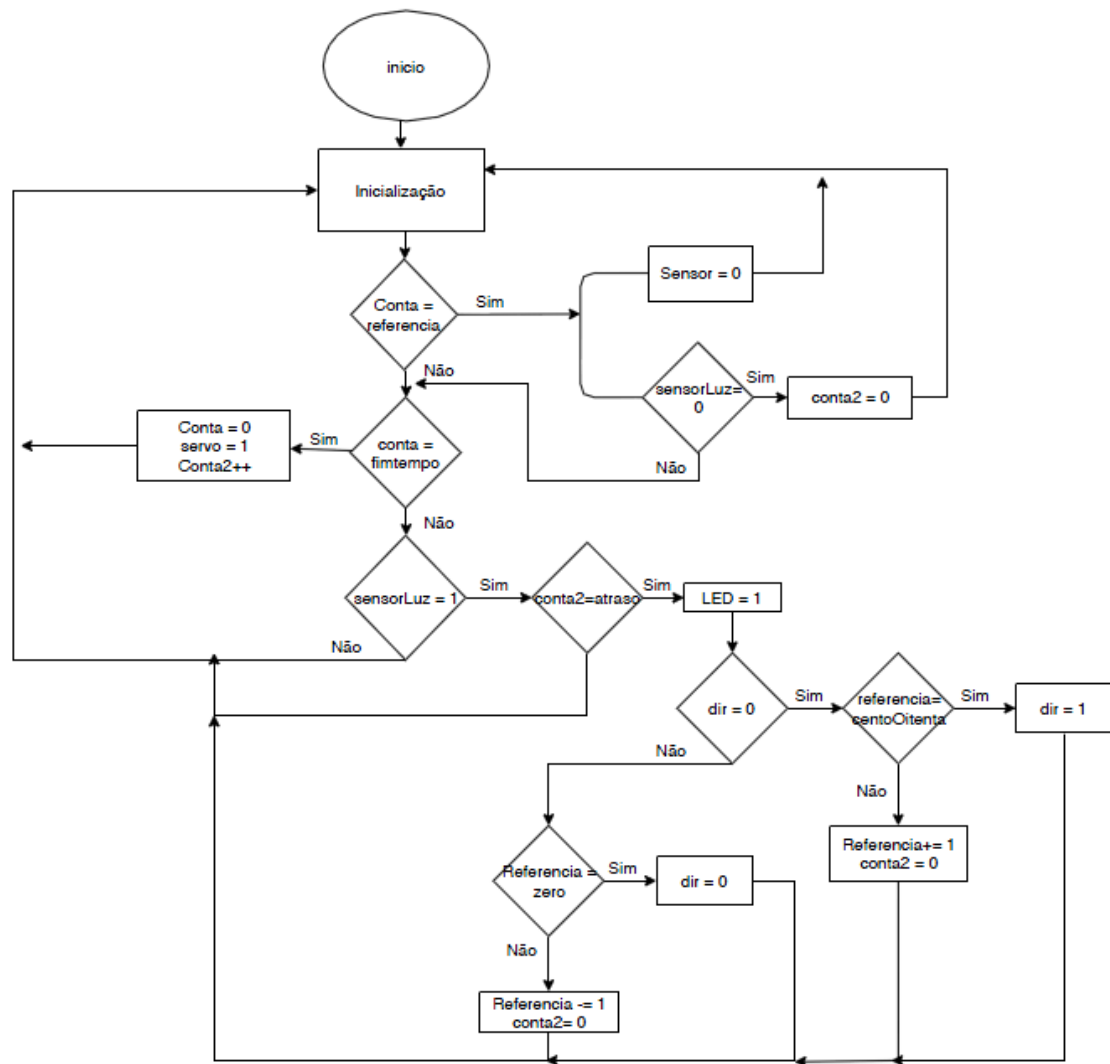 inicio
Inicialização
Conta =
referencia
Sim
Sensor = 0
Não
sensorLuz=
0
Sim
conta2 = 0
Não
Conta = 0
servo = 1
Conta2++
Sim
conta =
fimtempo
Não
sensorLuz = 1
Sim
conta2=atraso
Sim
LED = 1
Não
dir = 0
Sim
referencia=
centoOitenta
Sim
dir = 1
Não
Não
Referencia+= 1
conta2 = 0
Referencia =
zero
Sim
dir = 0
Não
Referencia -= 1
conta2= 0